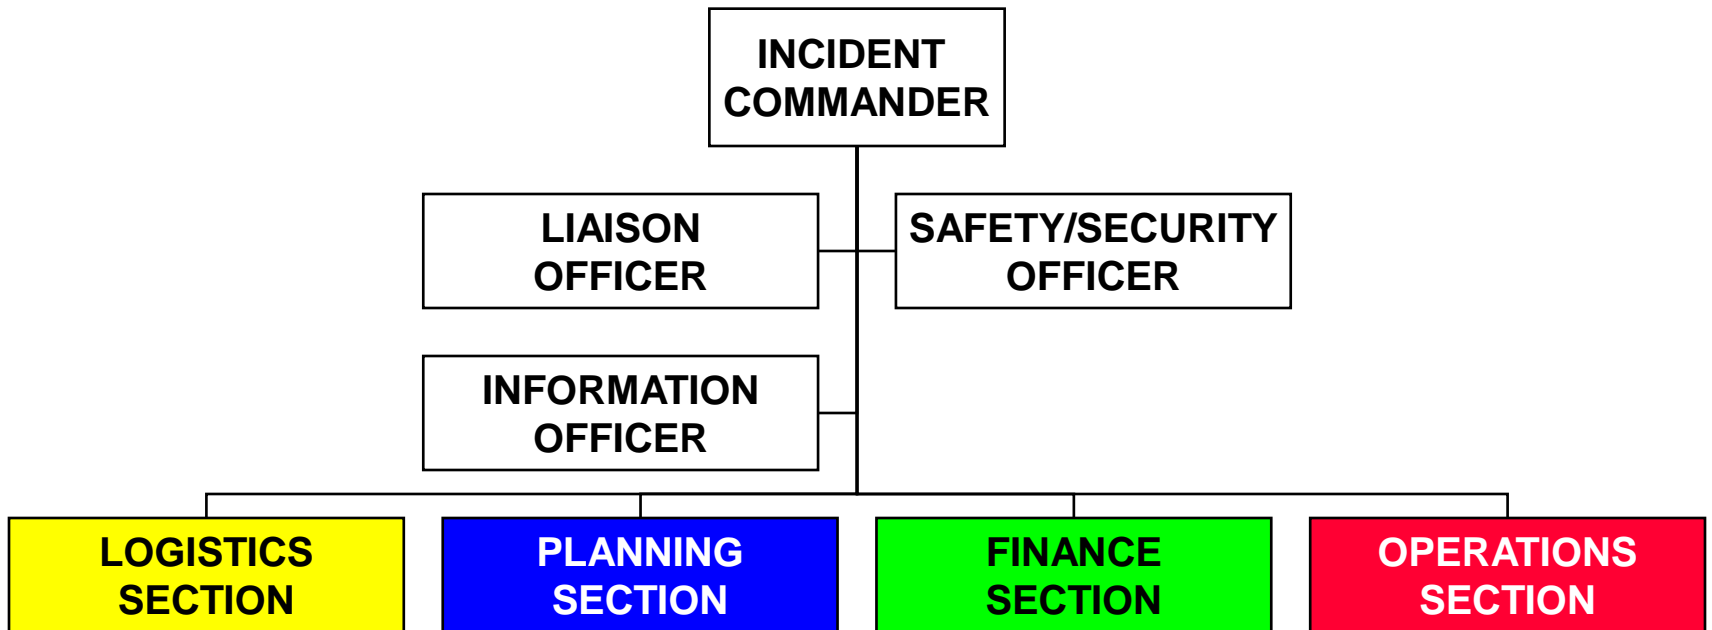 INCIDENT
COMMANDER
LIAISON
OFFICER
SAFETY/SECURITY
OFFICER
INFORMATION
OFFICER
LOGISTICS
SECTION
PLANNING
SECTION
FINANCE
SECTION
OPERATIONS
SECTION